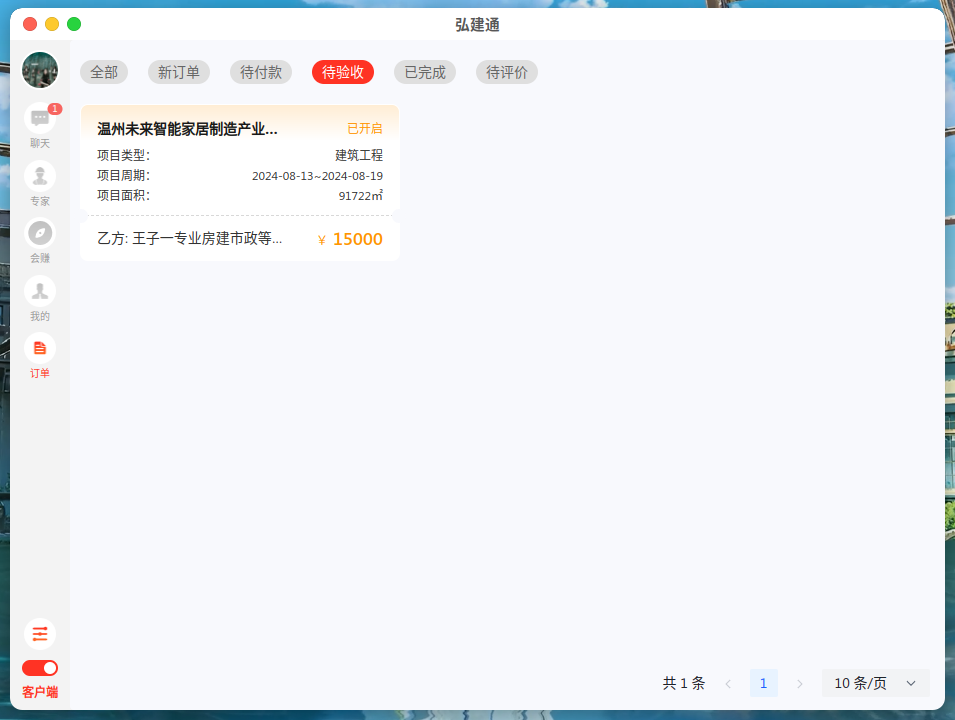 弘建通
全部 新订单 待付款 待验收 已完成 待评价
1
聊天
专家
会赚
我的
订单
温州未来智能家居制造产业... 已开启
项目类型: 建筑工程
项目周期: 2024-08-13~2024-08-19
项目面积: 91722㎡
乙方: 王子一专业房建市政等... ¥ 15000
客户端
共 1 条 1 10 条/页